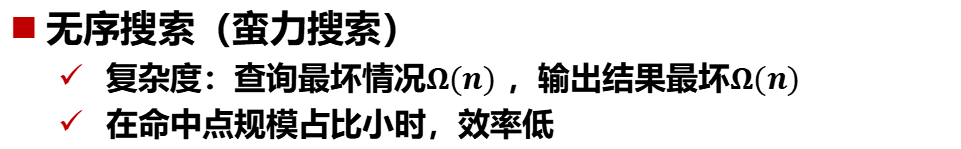 ■ 无序搜索（蛮力搜索）
✓ 复杂度：查询最坏情况Ω(n) ，输出结果最坏Ω(n)
✓ 在命中点规模占比小时，效率低